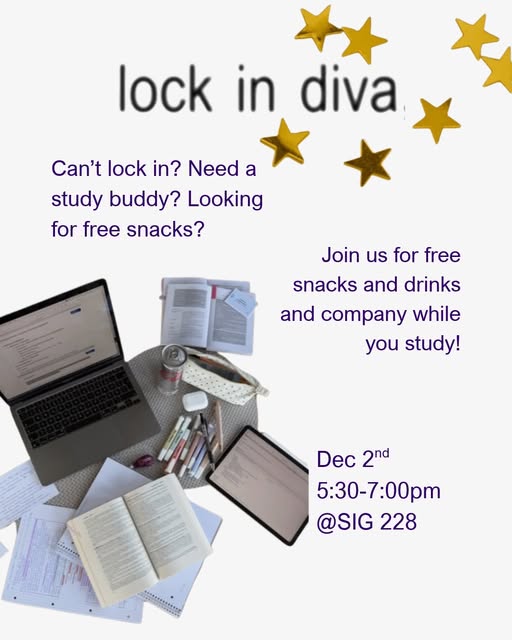 lock in diva.
Can’t lock in? Need a
study buddy? Looking
for free snacks?
Join us for free
snacks and drinks
and company while
you study!
Dec 2nd
5:30-7:00pm
@SIG 228